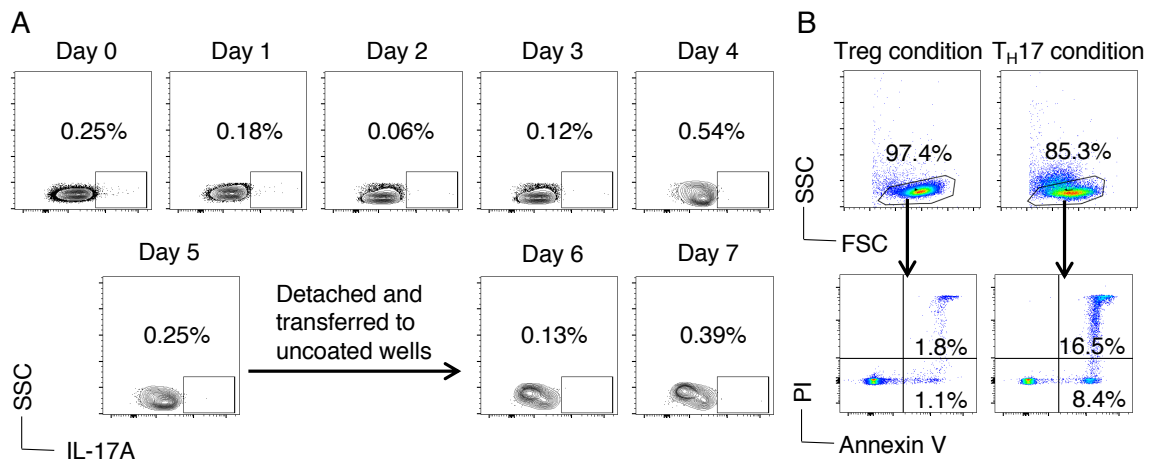 A
Day 0
Day 1
Day 2
Day 3
Day 4
0.25%
0.18%
0.06%
0.12%
0.54%
Day 5
Day 6
Day 7
Detached and
transferred to
uncoated wells
0.25%
0.13%
0.39%
SSC
IL-17A
B
Treg condition
TH17 condition
97.4%
85.3%
SSC
FSC
1.8%
16.5%
1.1%
8.4%
PI
Annexin V